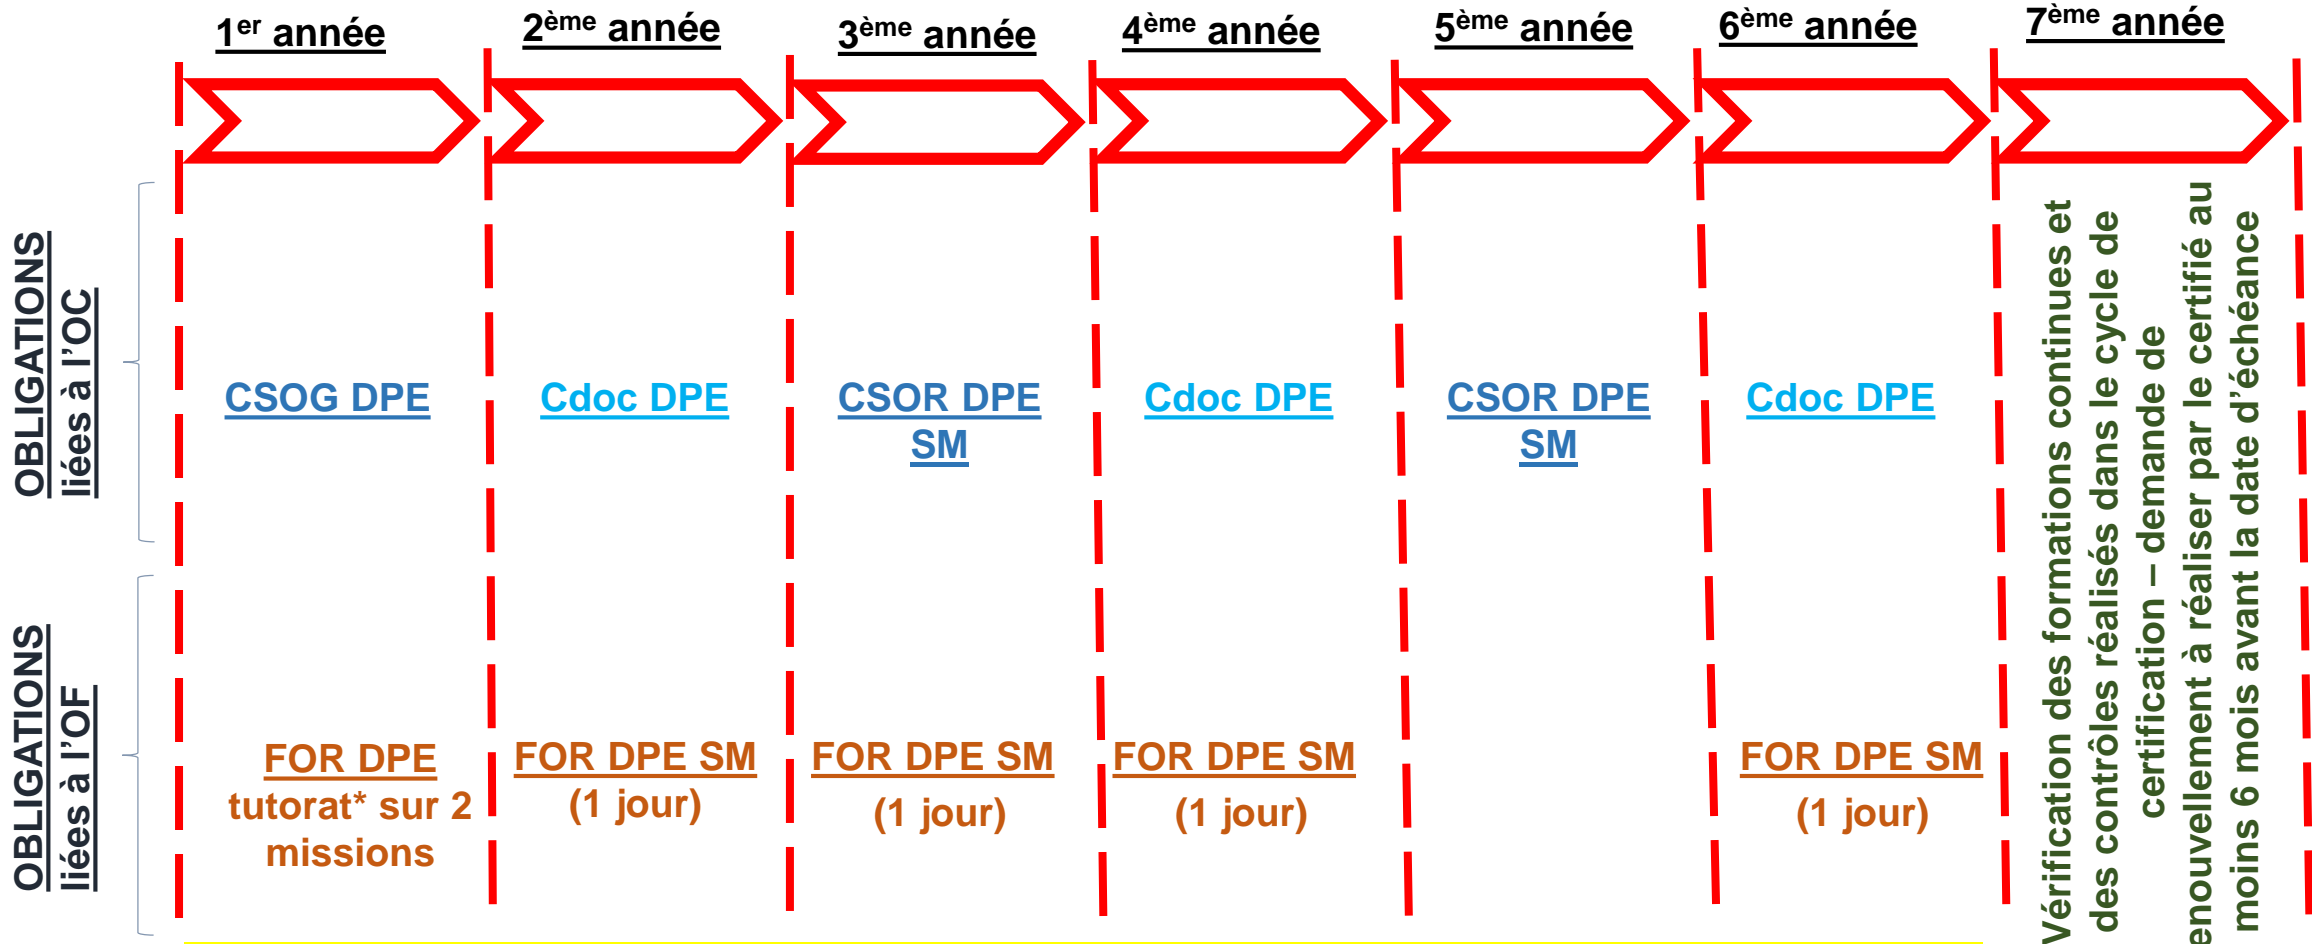 1er année
2ème année
3ème année
4ème année
5ème année
6ème année
7ème année
OBLIGATIONS
liées à l'OC
CSOG DPE
Cdoc DPE
CSOR DPE
SM
Cdoc DPE
CSOR DPE
SM
Cdoc DPE
OBLIGATIONS
liées à l'OF
FOR DPE
tutorat* sur 2
missions
FOR DPE SM
(1 jour)
FOR DPE SM
(1 jour)
FOR DPE SM
(1 jour)
FOR DPE SM
(1 jour)
Vérification des formations continues et
des contrôles réalisés dans le cycle de
certification – demande de
enouvellement à réaliser par le certifié au
moins 6 mois avant la date d'échéance